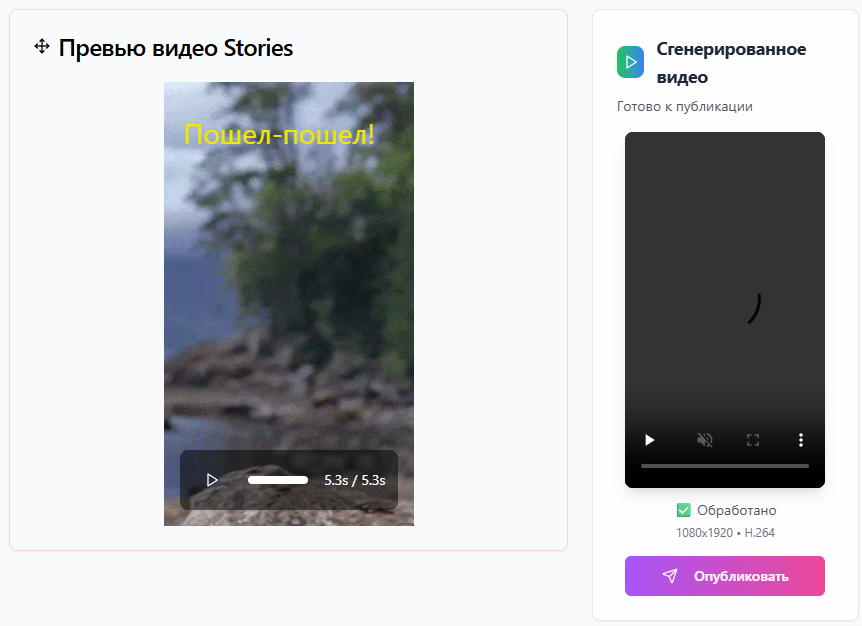 Превью видео Stories
Пошел-пошел!
5.3s / 5.3s
Сгенерированное
видео
Готово к публикации
✅ Обработано
1080x1920 • H.264
Опубликовать